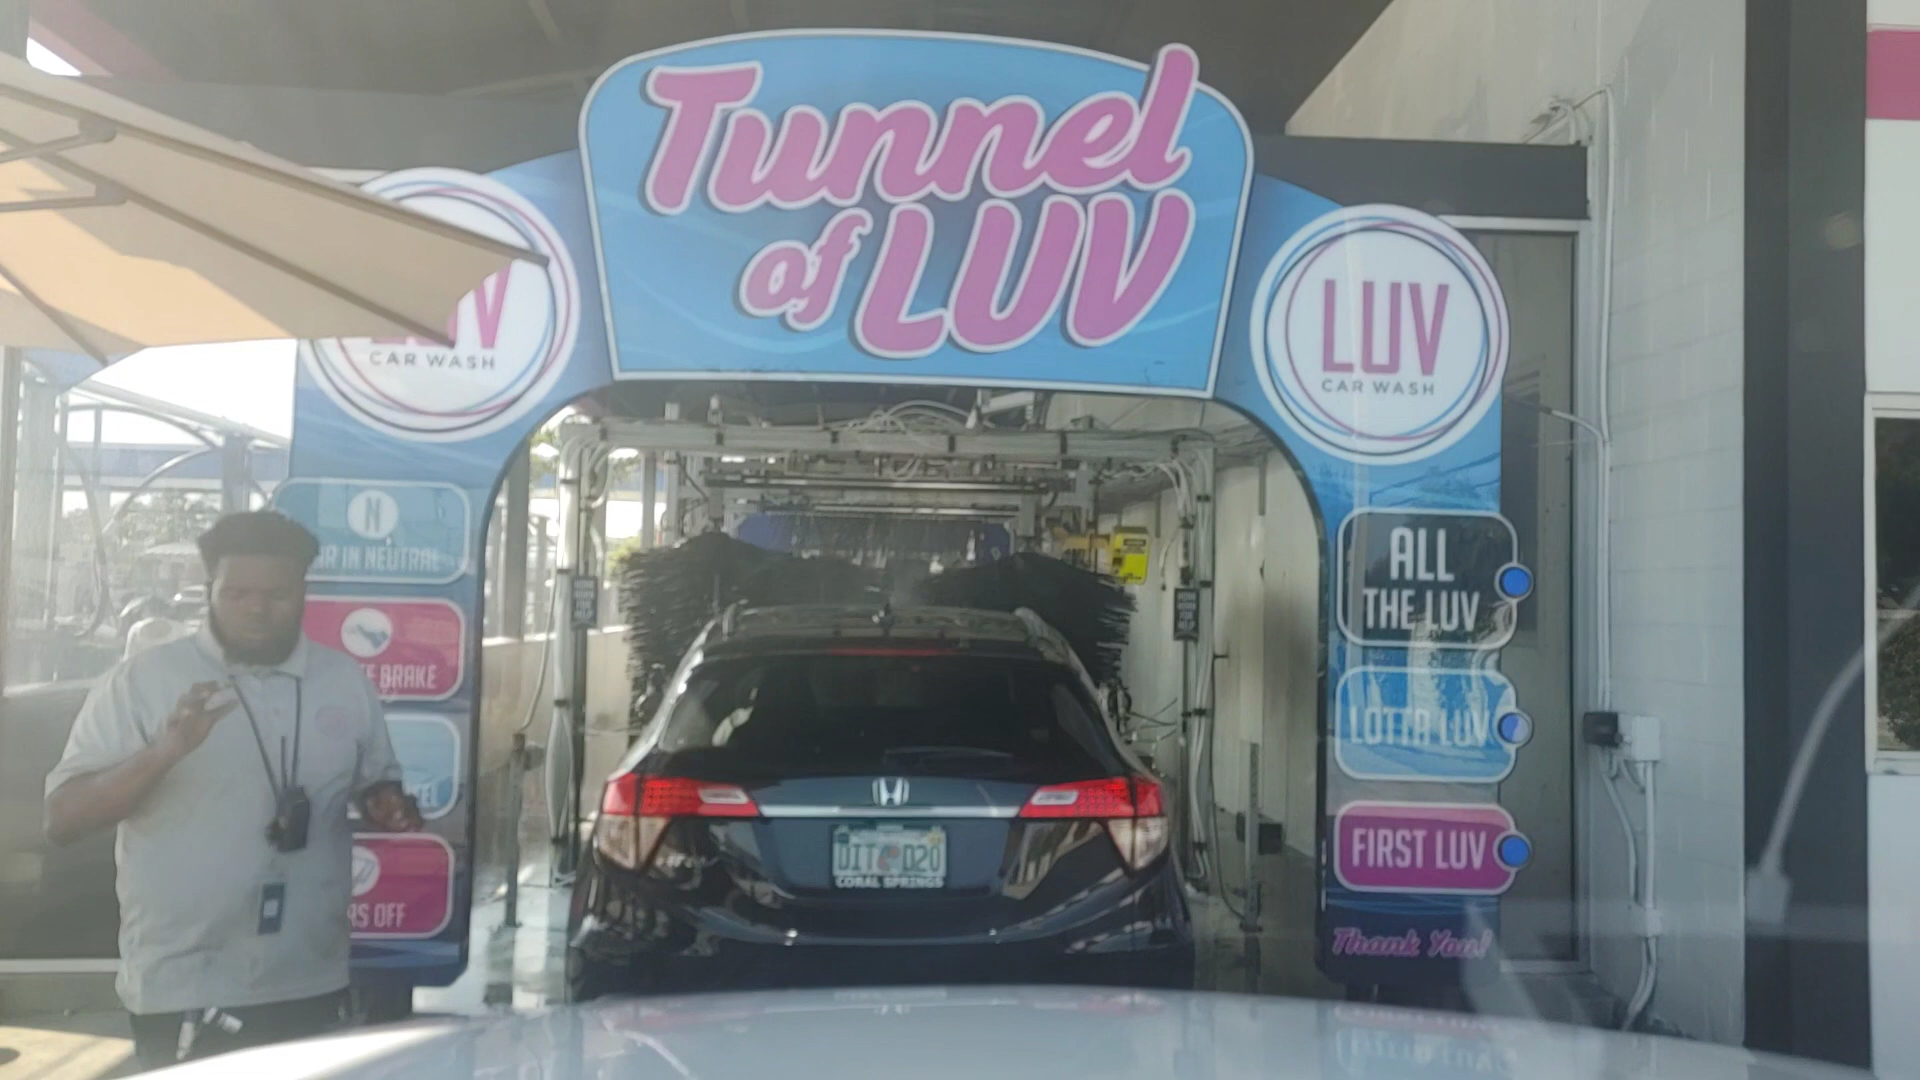 Tunnel
of LUV
CAR WASH
LUV
CAR WASH
N
IN NEUTRAL
BRAKE
OFF
ALL
THE LUV
LOTTA LUV
FIRST LUV
Thank You!
CORAL SPRINGS